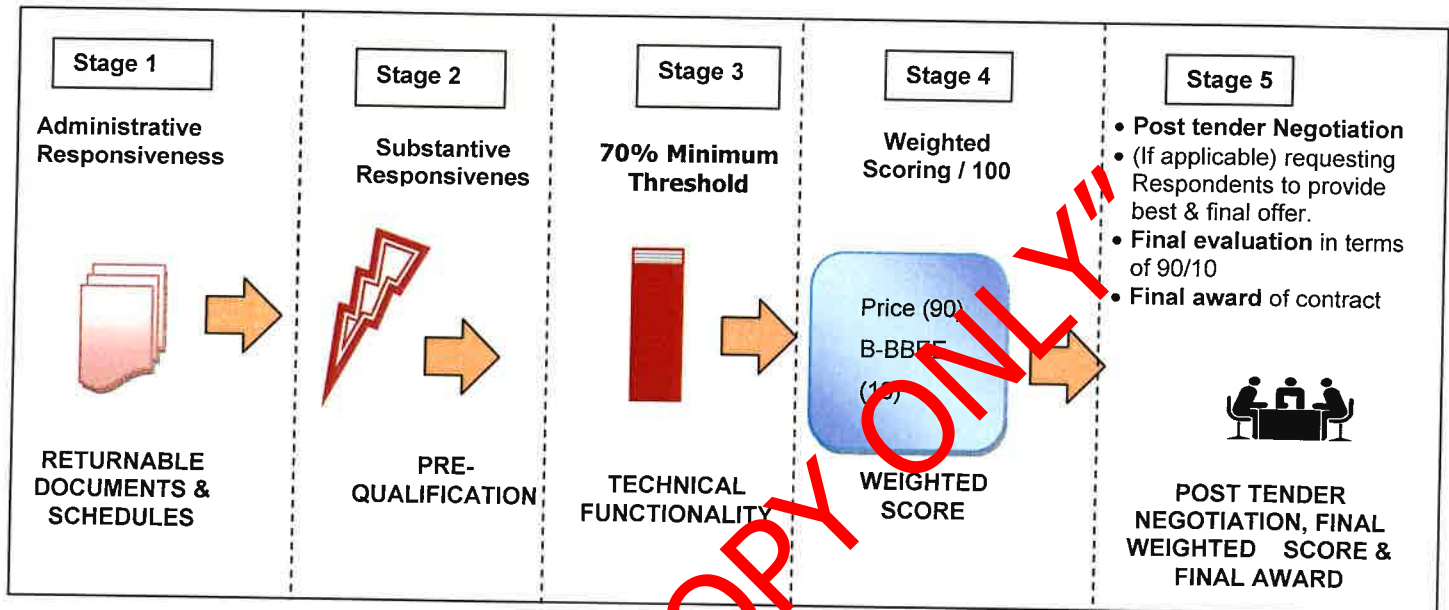 Stage 1
Administrative
Responsiveness
RETURNABLE
DOCUMENTS &
SCHEDULES
Stage 2
Substantive
Responsivenes
PRE-
QUALIFICATION
Stage 3
70% Minimum
Threshold
TECHNICAL
FUNCTIONALITY
Stage 4
Weighted
Scoring / 100
Price (90)
B-BBEE
(10)
WEIGHTED
SCORE
Stage 5
• Post tender Negotiation
• (If applicable) requesting
Respondents to provide
best & final offer.
• Final evaluation in terms
of 90/10
• Final award of contract
POST TENDER
NEGOTIATION, FINAL
WEIGHTED SCORE &
FINAL AWARD
OPY ONLY"